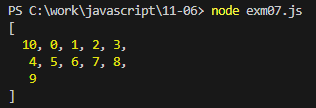 PS C:\work\javascript\11-06> node exm07.js
[
  10, 0, 1, 2, 3,
   4, 5, 6, 7, 8,
   9
]